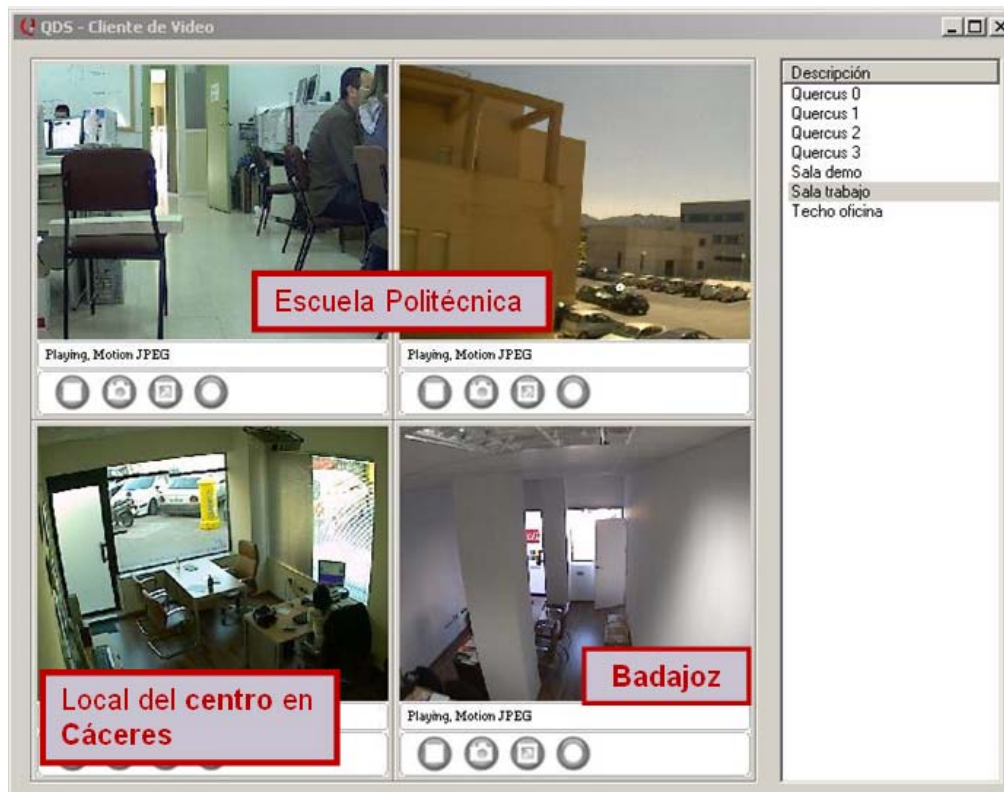 QDS - Cliente de Video
Descripción
Quercus 0
Quercus 1
Quercus 2
Quercus 3
Sala demo
Sala trabajo
Techo oficina
Escuela Politécnica
Playing, Motion JPEG
Playing, Motion JPEG
Local del centro en
Cáceres
Badajoz
Playing, Motion JPEG